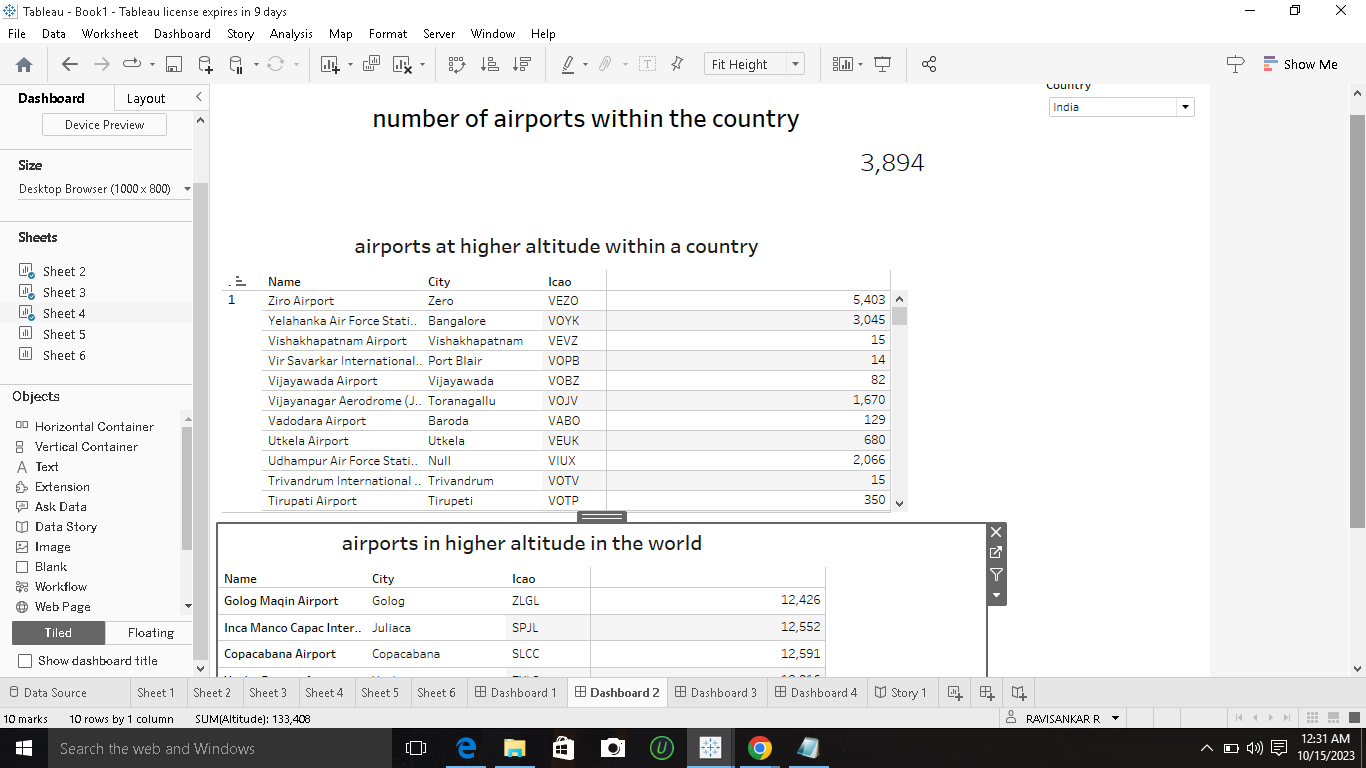 Tableau - Book1 - Tableau license expires in 9 days
File Data Worksheet Dashboard Story Analysis Map Format Server Window Help
Fit Height
Show Me
Dashboard Layout
Device Preview
Size
Desktop Browser (1000 x 800)
Sheets
Sheet 2
Sheet 3
Sheet 4
Sheet 5
Sheet 6
Objects
Horizontal Container
Vertical Container
Text
Extension
Ask Data
Data Story
Image
Blank
Workflow
Web Page
Tiled Floating
Show dashboard title
Country
India
number of airports within the country
3,894
airports at higher altitude within a country
Name City Icao
1 Ziro Airport Zero VEZO 5,403
Yelahanka Air Force Stati.. Bangalore VOYK 3,045
Vishakhapatnam Airport Vishakhapatnam VEVZ 15
Vir Savarkar International.. Port Blair VOPB 14
Vijayawada Airport Vijayawada VOBZ 82
Vijayanagar Aerodrome (J.. Toranagallu VOJV 1,670
Vadodara Airport Baroda VABO 129
Utkela Airport Utkela VEUK 680
Udhampur Air Force Stati.. Null VIUX 2,066
Trivandrum International .. Trivandrum VOTV 15
Tirupati Airport Tirupeti VOTP 350
airports in higher altitude in the world
Name City Icao
Golog Maqin Airport Golog ZLGL 12,426
Inca Manco Capac Inter.. Juliaca SPJL 12,552
Copacabana Airport Copacabana SLCC 12,591
Data Source Sheet 1 Sheet 2 Sheet 3 Sheet 4 Sheet 5 Sheet 6 Dashboard 1 Dashboard 2 Dashboard 3 Dashboard 4 Story 1
10 marks 10 rows by 1 column SUM(Altitude): 133,408
RAVISANKAR R
Search the web and Windows
12:31 AM
10/15/2023